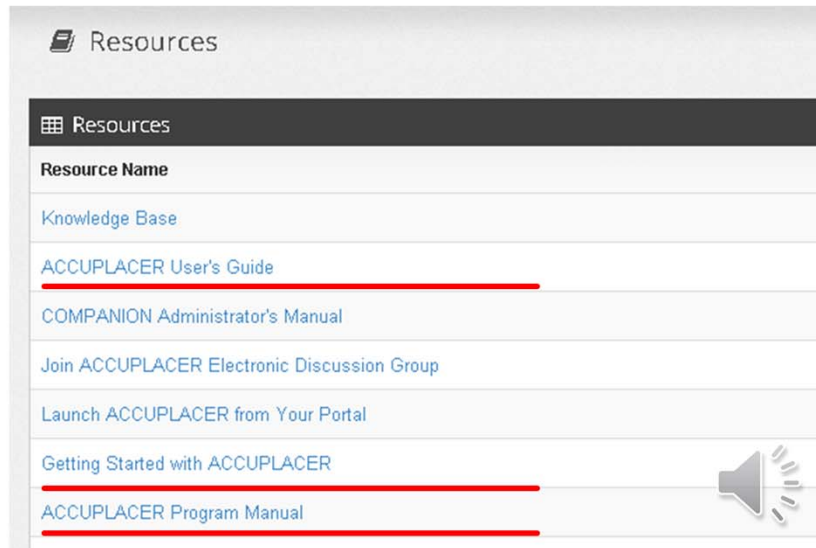 Resources
Resources
Resource Name
Knowledge Base
ACCUPLACER User's Guide
COMPANION Administrator's Manual
Join ACCUPLACER Electronic Discussion Group
Launch ACCUPLACER from Your Portal
Getting Started with ACCUPLACER
ACCUPLACER Program Manual